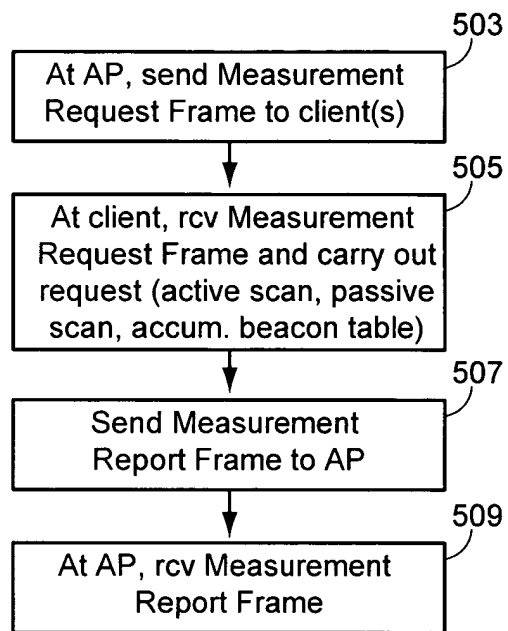 503
At AP, send Measurement
Request Frame to client(s)
505
At client, rcv Measurement
Request Frame and carry out
request (active scan, passive
scan, accum. beacon table)
507
Send Measurement
Report Frame to AP
509
At AP, rcv Measurement
Report Frame